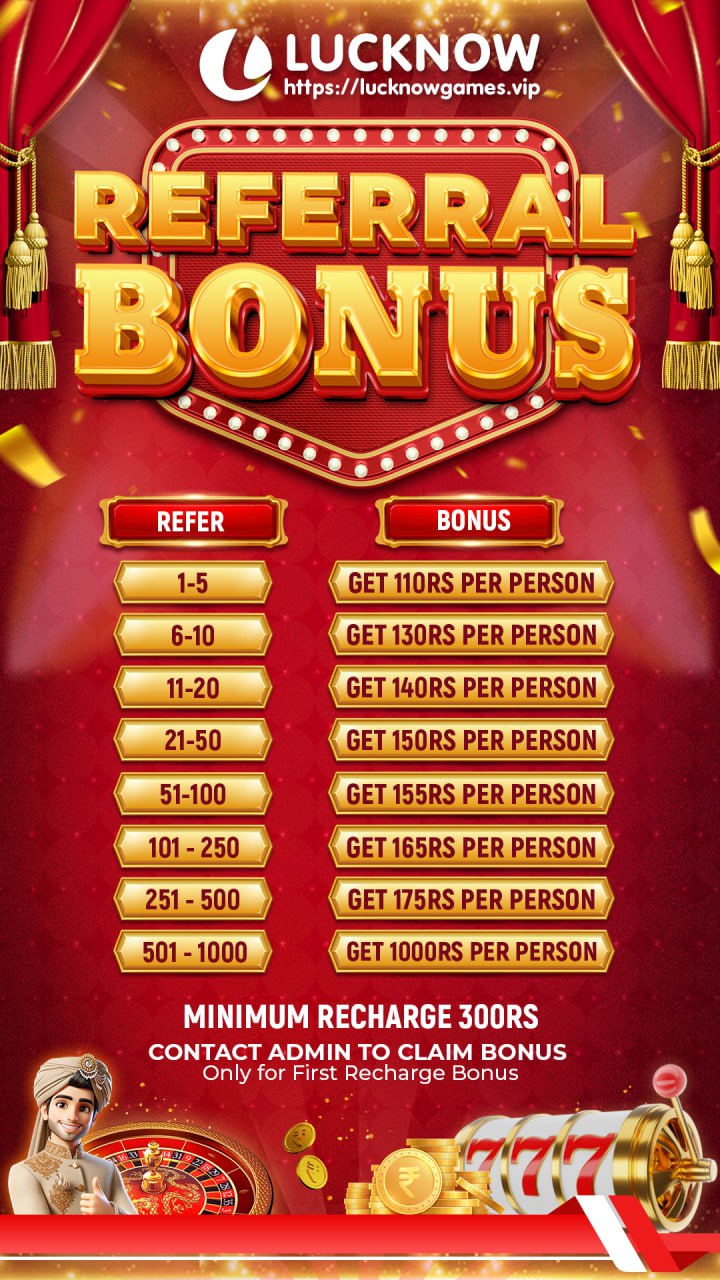 LUCKNOW
https://lucknowgames.vip
REFERRAL
BONUS
REFER BONUS
1-5 GET 110RS PER PERSON
6-10 GET 130RS PER PERSON
11-20 GET 140RS PER PERSON
21-50 GET 150RS PER PERSON
51-100 GET 155RS PER PERSON
101 - 250 GET 165RS PER PERSON
251 - 500 GET 175RS PER PERSON
501 - 1000 GET 1000RS PER PERSON
MINIMUM RECHARGE 300RS
CONTACT ADMIN TO CLAIM BONUS
Only for First Recharge Bonus
777
₹